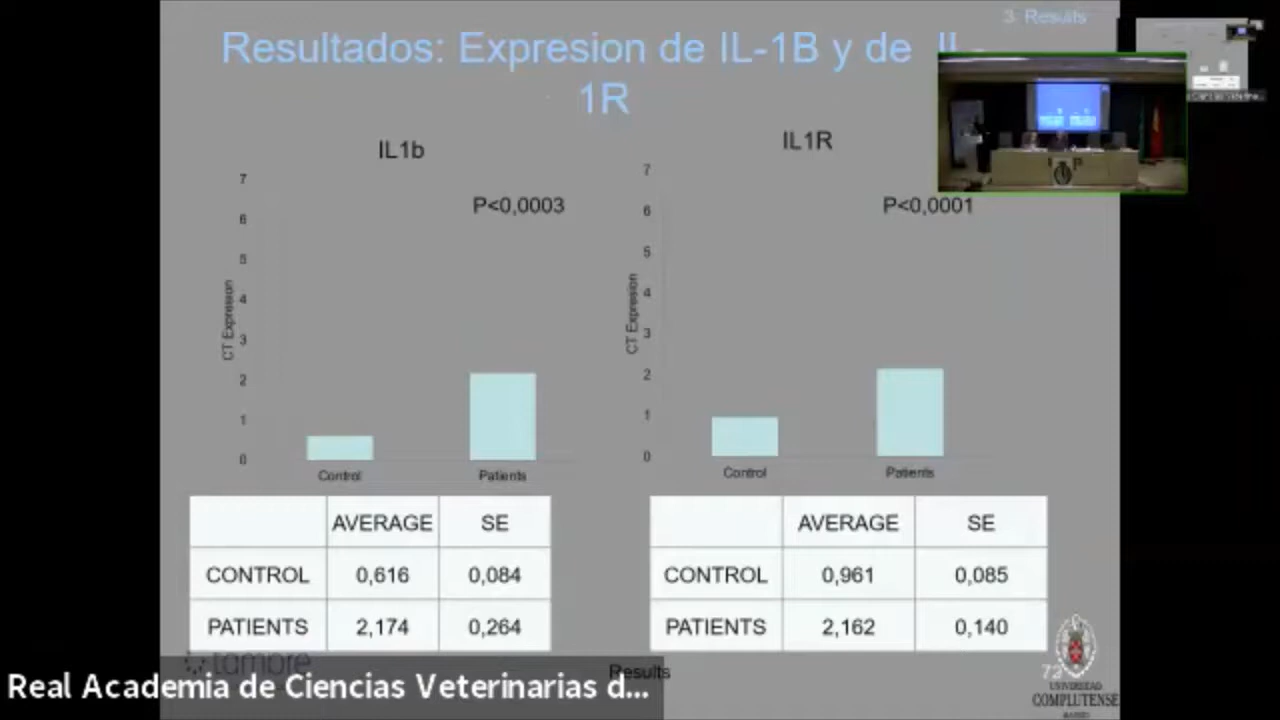 3. Results
Resultados: Expresion de IL-1B y de IL-
1R
IL1b
P<0,0003
CT Expresion
7
6
5
4
3
2
1
0
Control
Patients
IL1R
P<0,0001
CT Expresion
7
6
5
4
3
2
1
0
Control
Patients
AVERAGE SE
CONTROL 0,616 0,084
PATIENTS 2,174 0,264
AVERAGE SE
CONTROL 0,961 0,085
PATIENTS 2,162 0,140
Results
72
UNIVERSIDAD
COMPLUTENSE
MADRID
Real Academia de Ciencias Veterinarias d...